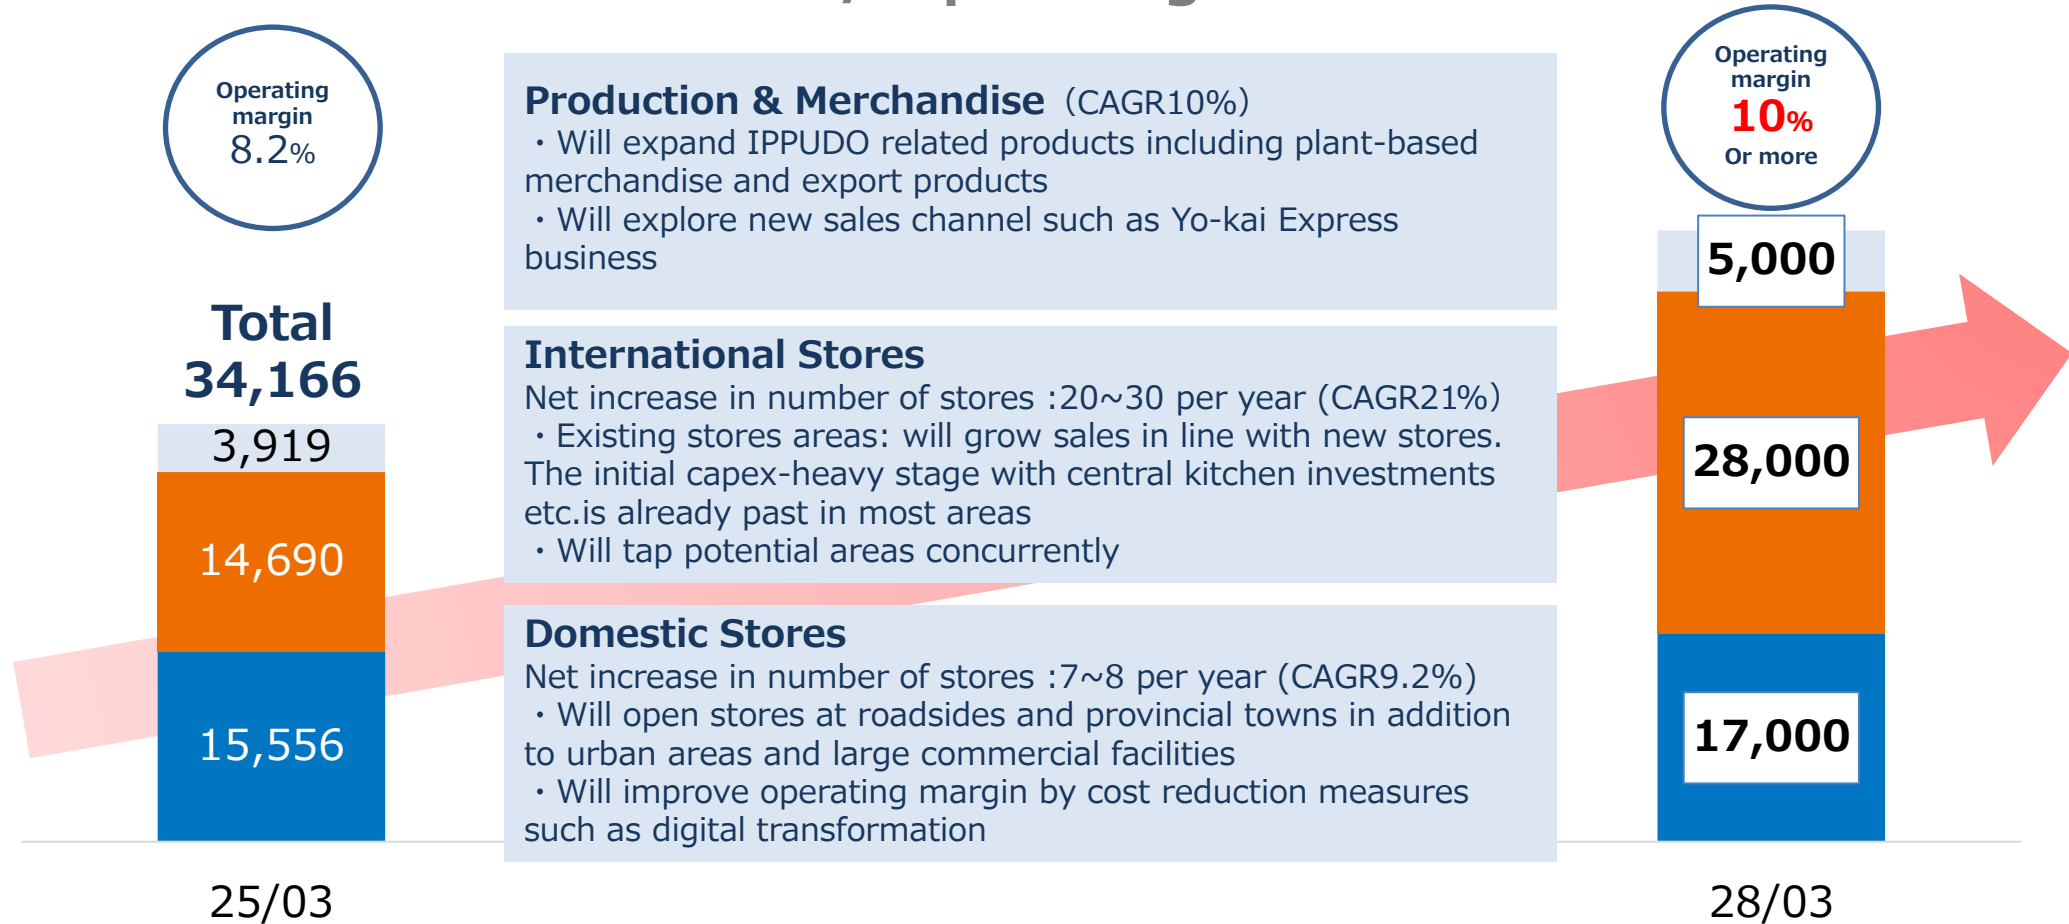 Operating
margin
8.2%
Total
34,166
3,919
14,690
15,556
25/03
Production & Merchandise（CAGR10%）
・Will expand IPPUDO related products including plant-based
merchandise and export products
・Will explore new sales channel such as Yo-kai Express
business
International Stores
Net increase in number of stores :20~30 per year (CAGR21%）
・Existing stores areas: will grow sales in line with new stores.
The initial capex-heavy stage with central kitchen investments
etc.is already past in most areas
・Will tap potential areas concurrently
Domestic Stores
Net increase in number of stores :7~8 per year (CAGR9.2%)
・Will open stores at roadsides and provincial towns in addition
to urban areas and large commercial facilities
・Will improve operating margin by cost reduction measures
such as digital transformation
Operating
margin
10%
Or more
5,000
28,000
17,000
28/03